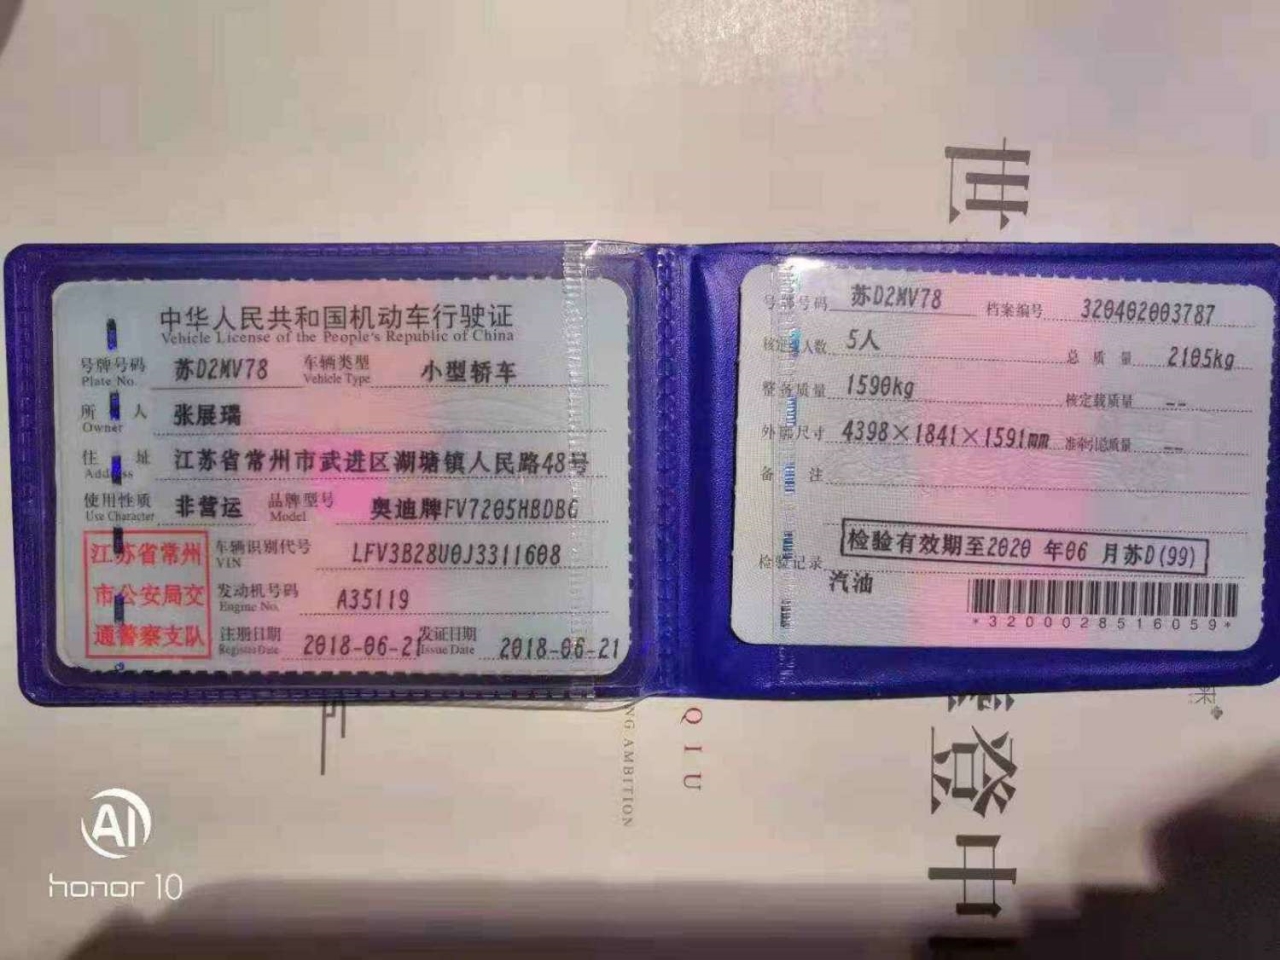 中华人民共和国机动车行驶证
Vehicle License of the People's Republic of China
号牌号码 苏D2MV78 车辆类型 小型轿车
Plate No. Vehicle Type
所 人 张展瑞
Owner
住 址 江苏省常州市武进区湖塘镇人民路48号
Address
使用性质 非营运 品牌型号 奥迪牌FV7205HBDBG
Use Character Model
江苏省常州
市公安局交
通警察支队
车辆识别代号 LFV3B28U0J3311608
VIN
发动机号码 A35119
Engine No.
注册日期 2018-06-21 发证日期 2018-06-21
Register Date Issue Date
号牌号码 苏D2MV78 档案编号 320402003787
核定载人数 5人 总质量 2105kg
整备质量 1590kg 核定载质量 --
外廓尺寸 4398×1841×1591mm 准牵引总质量 --
备 注
检验有效期至2020 年06 月苏D(99)
检验记录
汽油
*3200028516059*
世
登中
QIU
NG AMBITION
AI
honor 10